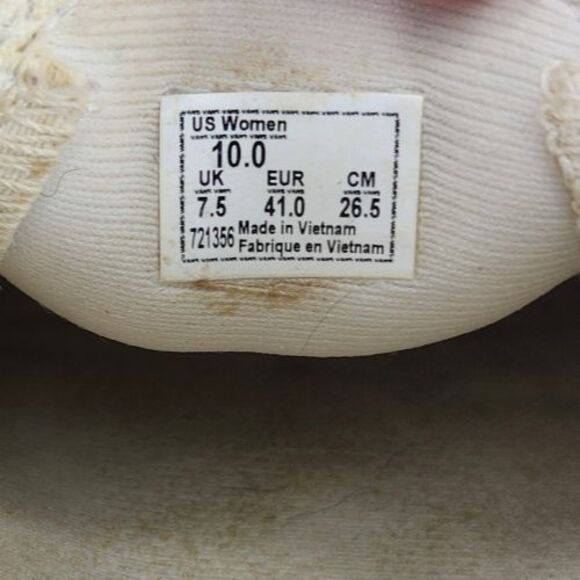 US Women
10.0
UK EUR CM
7.5 41.0 26.5
721356 Made in Vietnam
Fabrique en Vietnam